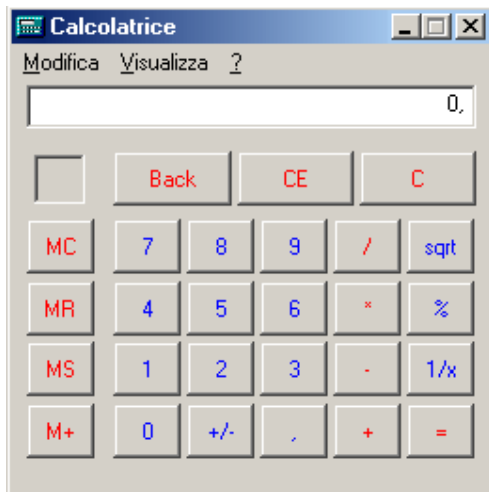 Calcolatrice
Modifica Visualizza ?
0,
Back CE C
MC 7 8 9 / sqrt
MR 4 5 6 * %
MS 1 2 3 - 1/x
M+ 0 +/- , + =